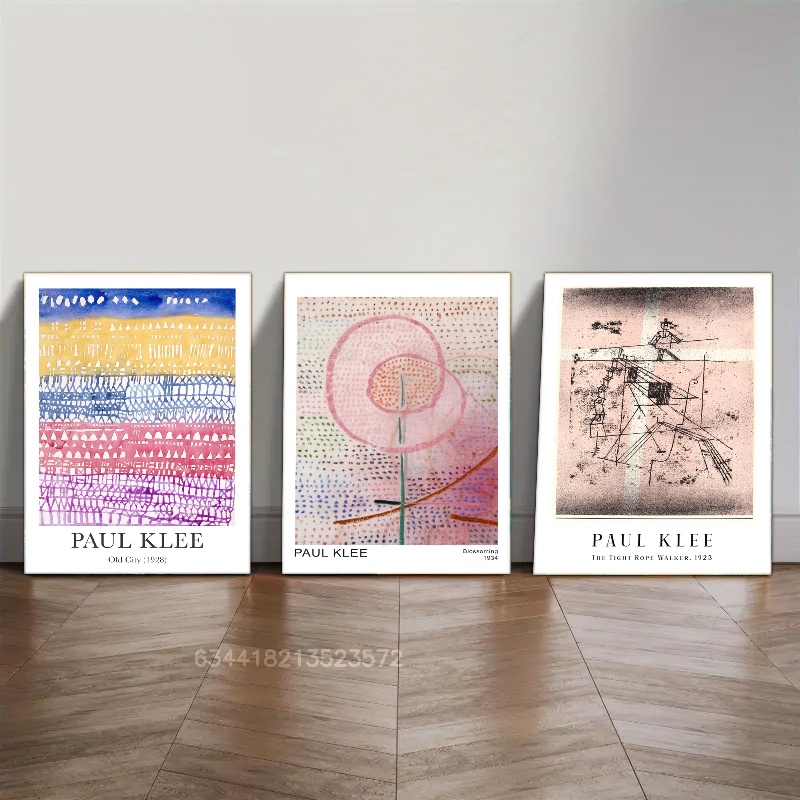 PAUL KLEE
Old City (1928)
PAUL KLEE
Blossoming
1934
PAUL KLEE
THE TIGHT ROPE WALKER, 1923
634418213523572